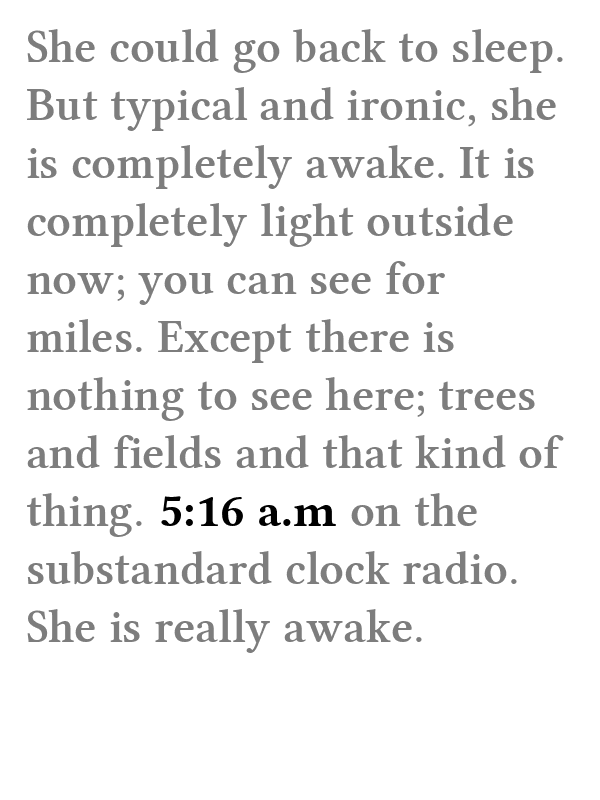 She could go back to sleep.
But typical and ironic, she
is completely awake. It is
completely light outside
now; you can see for
miles. Except there is
nothing to see here; trees
and fields and that kind of
thing. 5:16 a.m on the
substandard clock radio.
She is really awake.